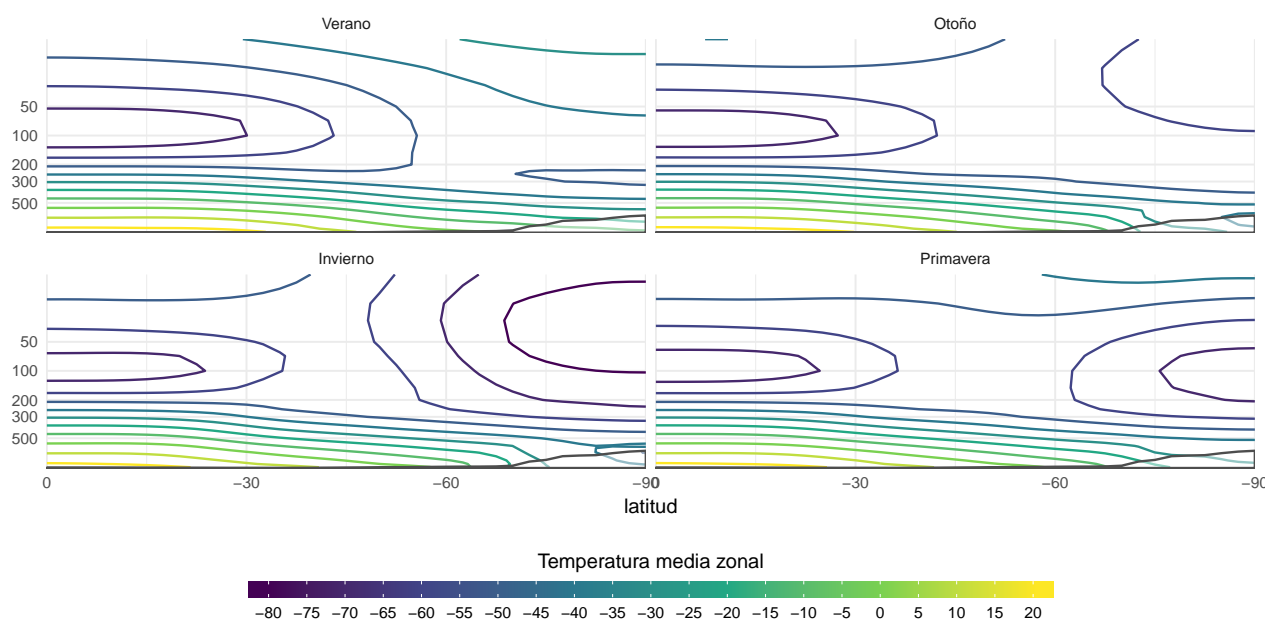 Verano
Otoño
50
100
200
300
500
Invierno
Primavera
50
100
200
300
500
0 −30 −60 −90 −30 −60 −90
latitud
Temperatura media zonal
−80 −75 −70 −65 −60 −55 −50 −45 −40 −35 −30 −25 −20 −15 −10 −5 0 5 10 15 20